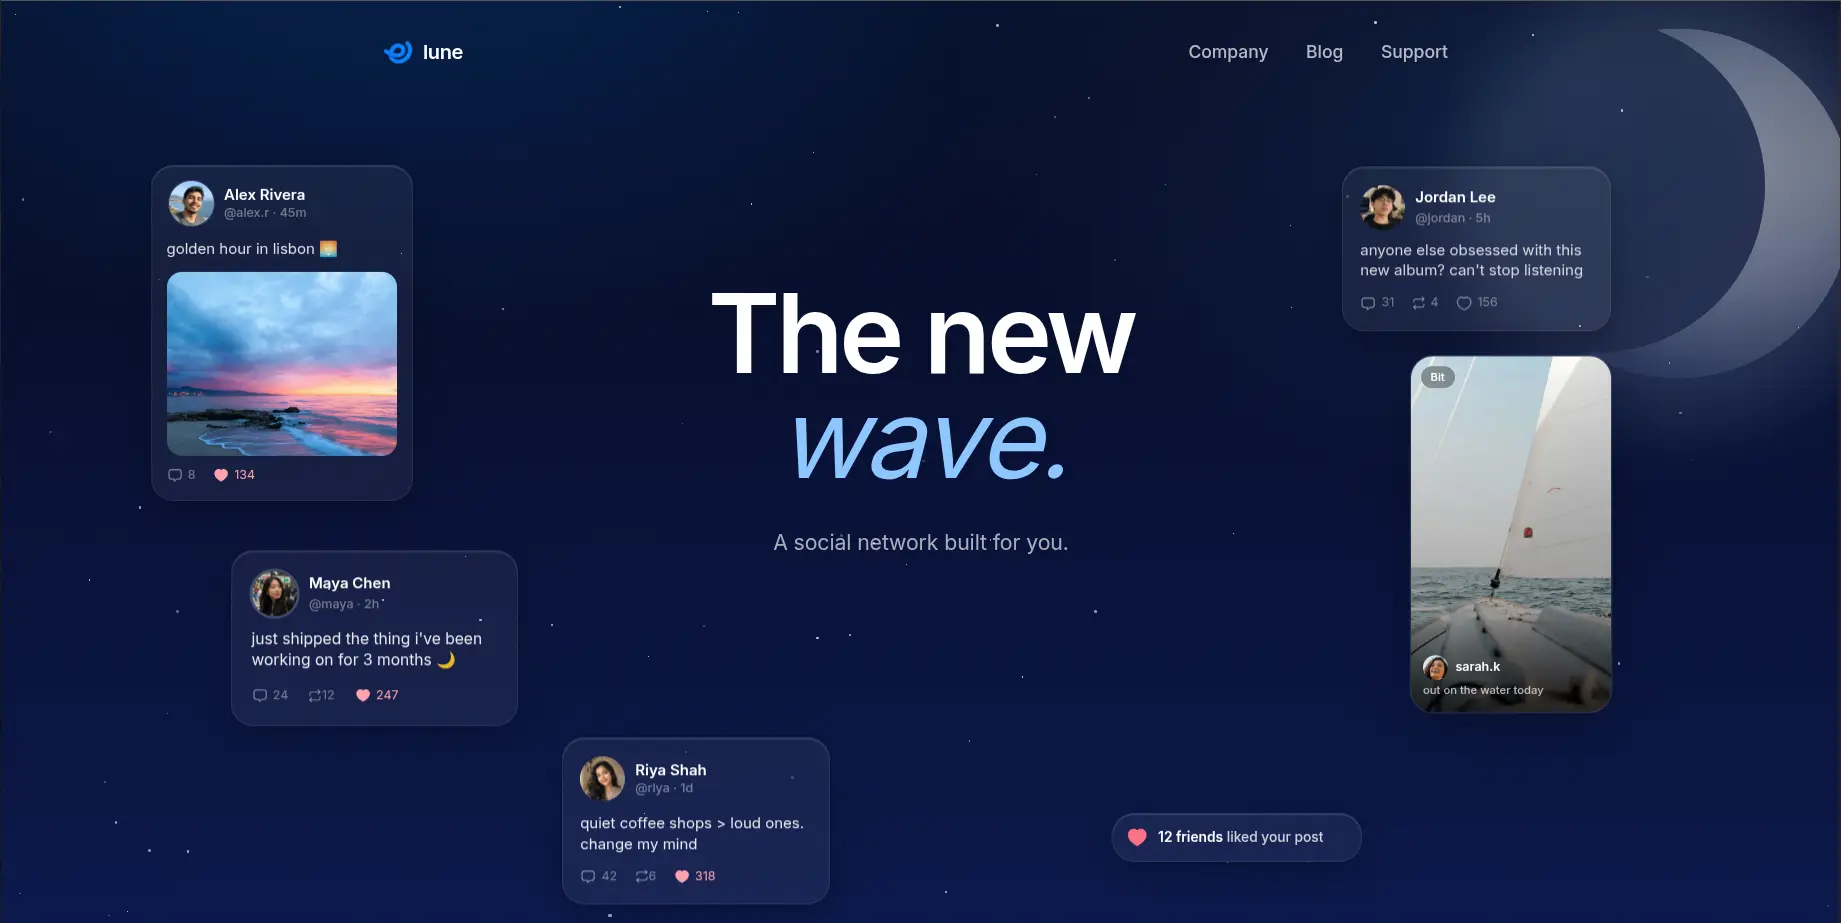 lune
Company
Blog
Support
Alex Rivera
@alex.r · 45m
golden hour in lisbon 🌅
8
134
Jordan Lee
@jordan · 5h
anyone else obsessed with this
new album? can't stop listening
31
4
156
The new
wave.
A social network built for you.
Bit
sarah.k
out on the water today
Maya Chen
@maya · 2h
just shipped the thing i've been
working on for 3 months 🌙
24
12
247
Riya Shah
@riya · 1d
quiet coffee shops > loud ones.
change my mind
42
6
318
12 friends liked your post